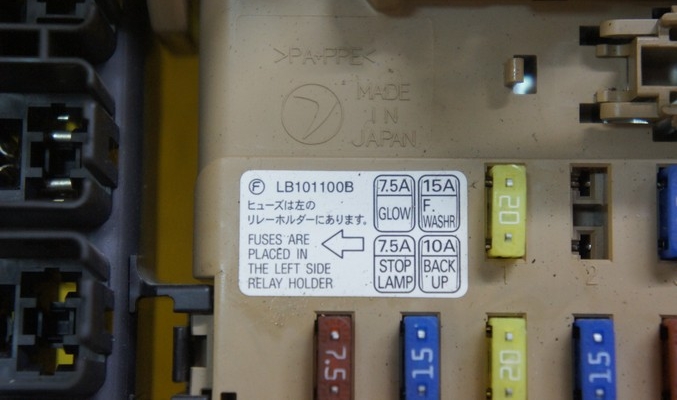 >PA+PPE<
MADE
IN
JAPAN
F LB101100B
ヒューズは左の
リレーホルダーにあります。
FUSES ARE
PLACED IN
THE LEFT SIDE
RELAY HOLDER
7.5A
GLOW
15A
F.
WASHR
7.5A
STOP
LAMP
10A
BACK
UP
20
1
2
7.5
15
20
15